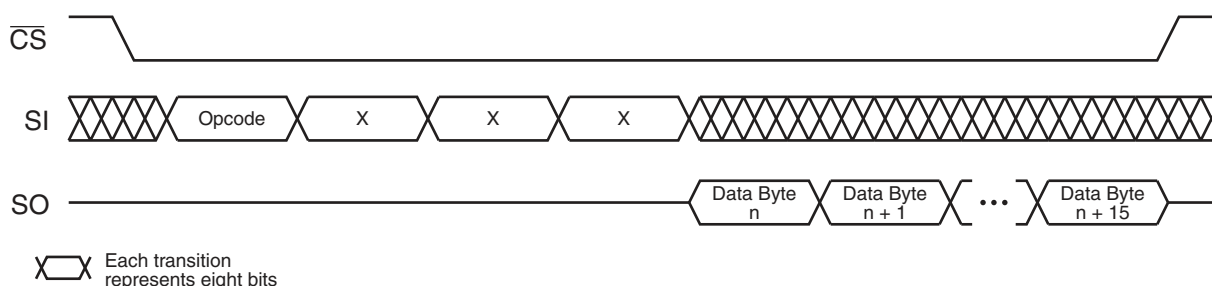 CS
SI
Opcode
X
X
X
SO
Data Byte
n
Data Byte
n + 1
•••
Data Byte
n + 15
Each transition
represents eight bits